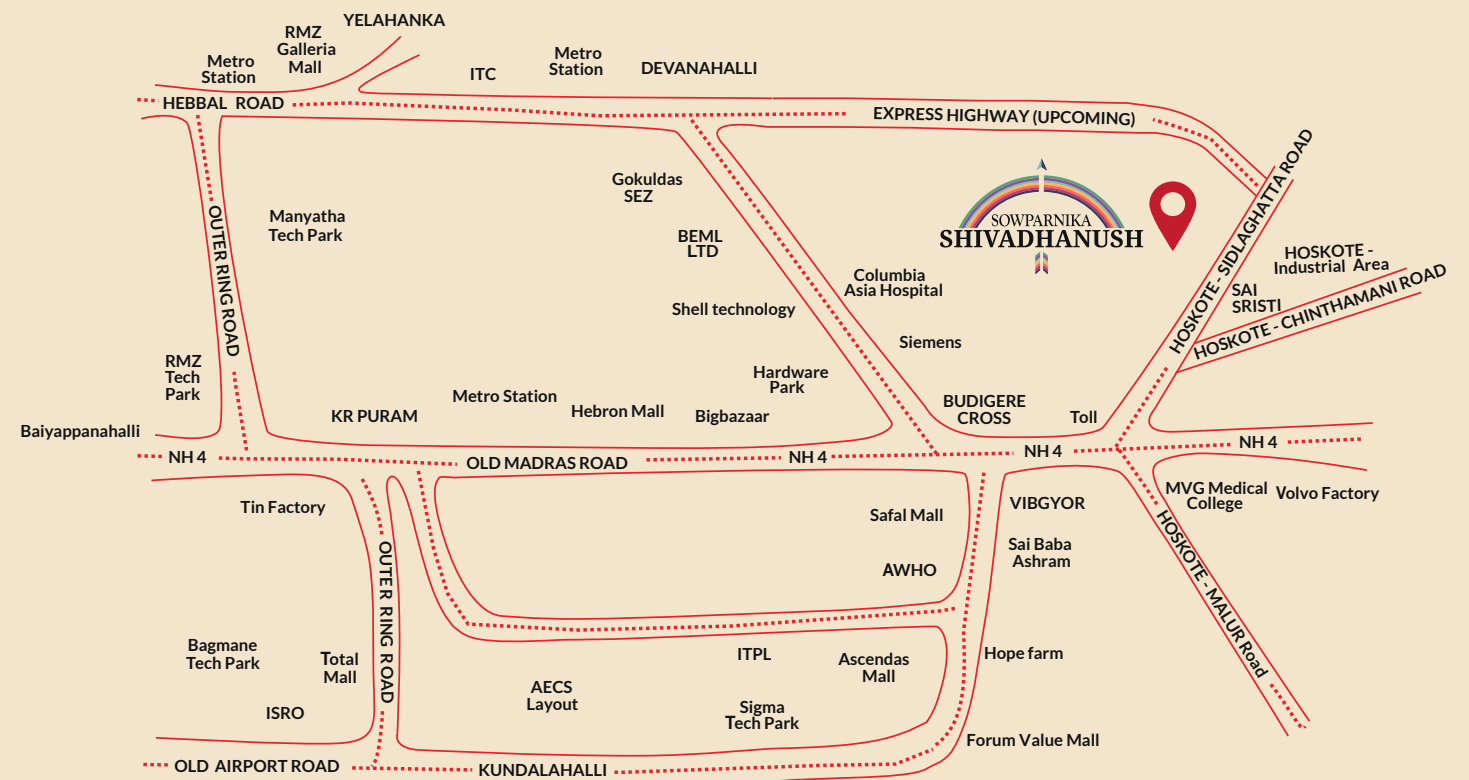 YELAHANKA
RMZ
Galleria
Mall
Metro
Station
ITC
Metro
Station
DEVANAHALLI
HEBBAL ROAD
EXPRESS HIGHWAY (UPCOMING)
HOSKOTE - SIDLAGHATTA ROAD
Gokuldas
SEZ
Manyatha
Tech Park
OUTER RING ROAD
BEML
LTD
SOWPARNIKA
SHIVADHANUSH
HOSKOTE -
Industrial Area
Columbia
Asia Hospital
SAI
SRISTI
HOSKOTE - CHINTHAMANI ROAD
Shell technology
Siemens
RMZ
Tech
Park
Hardware
Park
Metro Station
Hebron Mall
Bigbazaar
KR PURAM
BUDIGERE
CROSS
Toll
Baiyappanahalli
NH 4
OLD MADRAS ROAD
NH 4
NH 4
NH 4
Tin Factory
Safal Mall
VIBGYOR
MVG Medical
College
Volvo Factory
AWHO
Sai Baba
Ashram
HOSKOTE - MALUR Road
OUTER RING ROAD
Bagmane
Tech Park
Total
Mall
ITPL
Ascendas
Mall
Hope farm
AECS
Layout
Sigma
Tech Park
ISRO
Forum Value Mall
OLD AIRPORT ROAD
KUNDALAHALLI